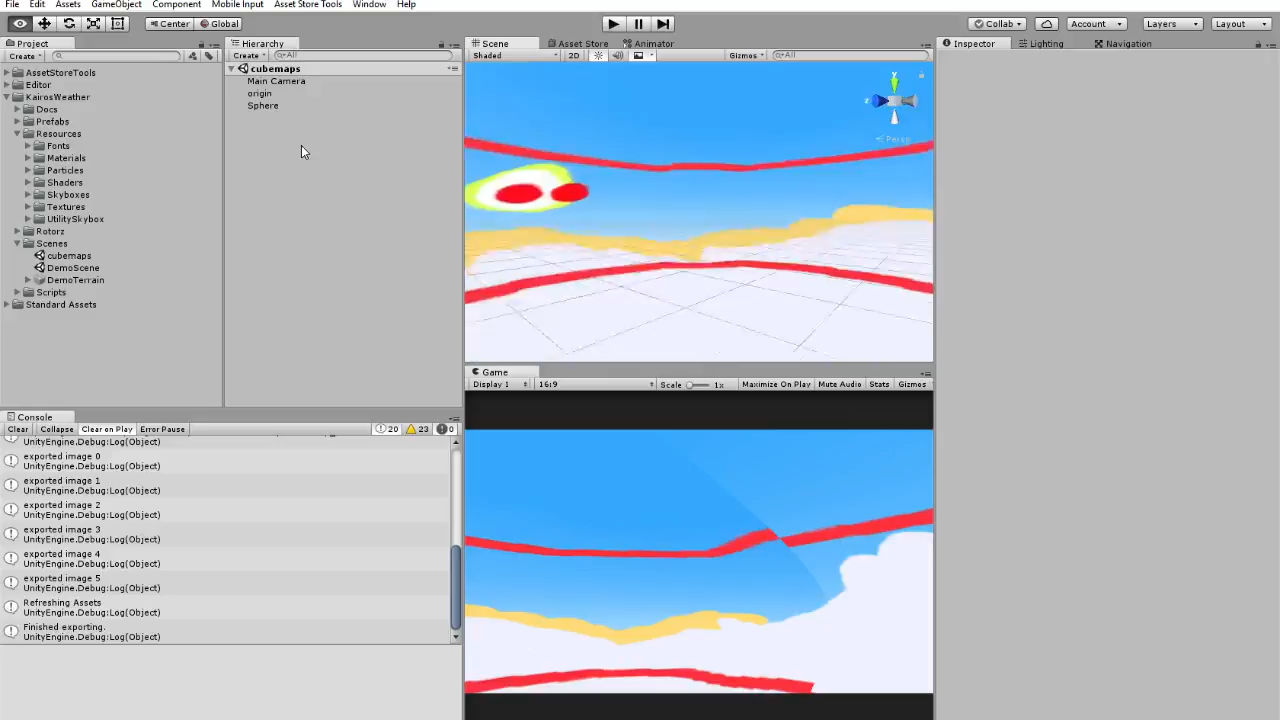 File Edit Assets GameObject Component Mobile Input Asset Store Tools Window Help
Center Global Collab Account Layers Layout
Project Hierarchy Scene Asset Store Animator Inspector Lighting Navigation
Create Create All Shaded 2D Gizmos All
AssetStoreTools
Editor
KairosWeather
Docs
Prefabs
Resources
Fonts
Materials
Particles
Shaders
Skyboxes
Textures
UtilitySkybox
Rotorz
Scenes
cubemaps
DemoScene
DemoTerrain
Scripts
Standard Assets
cubemaps
Main Camera
origin
Sphere
y
z
Persp
Game
Display 1 16:9 Scale 1x Maximize On Play Mute Audio Stats Gizmos
Console
Clear Collapse Clear on Play Error Pause 20 23 0
UnityEngine.Debug:Log(Object)
exported image 0
UnityEngine.Debug:Log(Object)
exported image 1
UnityEngine.Debug:Log(Object)
exported image 2
UnityEngine.Debug:Log(Object)
exported image 3
UnityEngine.Debug:Log(Object)
exported image 4
UnityEngine.Debug:Log(Object)
exported image 5
UnityEngine.Debug:Log(Object)
Refreshing Assets
UnityEngine.Debug:Log(Object)
Finished exporting.
UnityEngine.Debug:Log(Object)